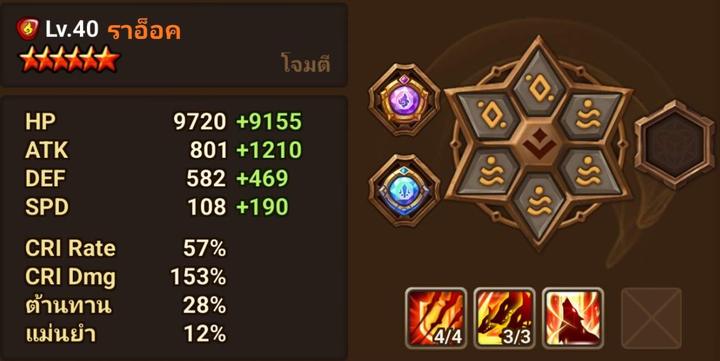 Lv.40 ราอ็อค
โจมตี
HP 9720 +9155
ATK 801 +1210
DEF 582 +469
SPD 108 +190
CRI Rate 57%
CRI Dmg 153%
ต้านทาน 28%
แม่นยำ 12%
4/4 3/3